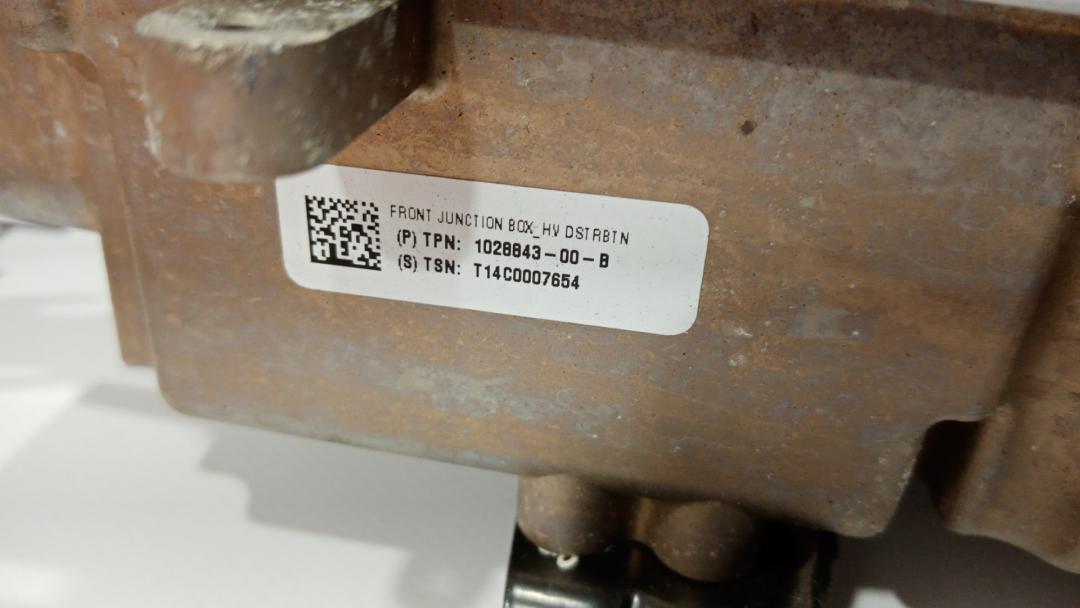 FRONT JUNCTION BOX_HV DSTRBTN
(P) TPN: 1028843-00-B
(S) TSN: T14C0007654